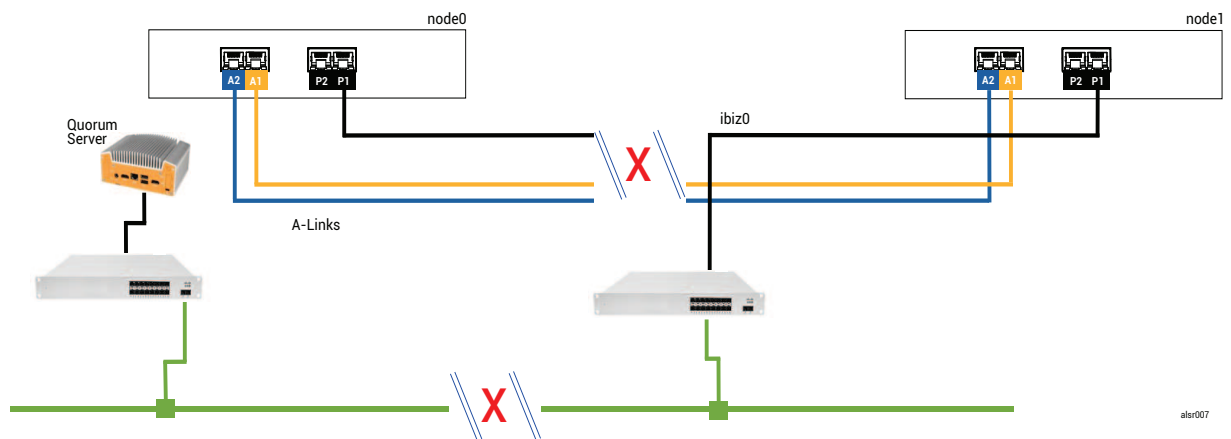 node0
node1
A2 A1 P2 P1
A2 A1 P2 P1
Quorum
Server
ibiz0
X
A-Links
X
alsr007